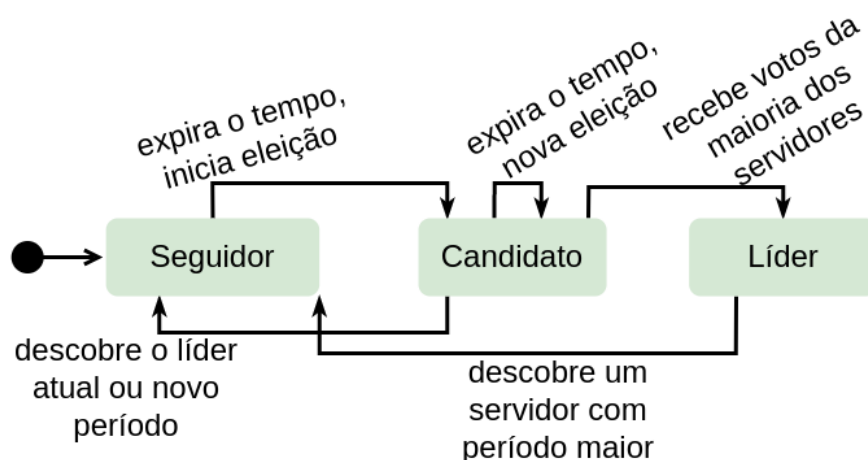 expira o tempo,
inicia eleição
expira o tempo,
nova eleição
recebe votos da
maioria dos
servidores
Seguidor
Candidato
Líder
descobre o líder
atual ou novo
período
descobre um
servidor com
período maior